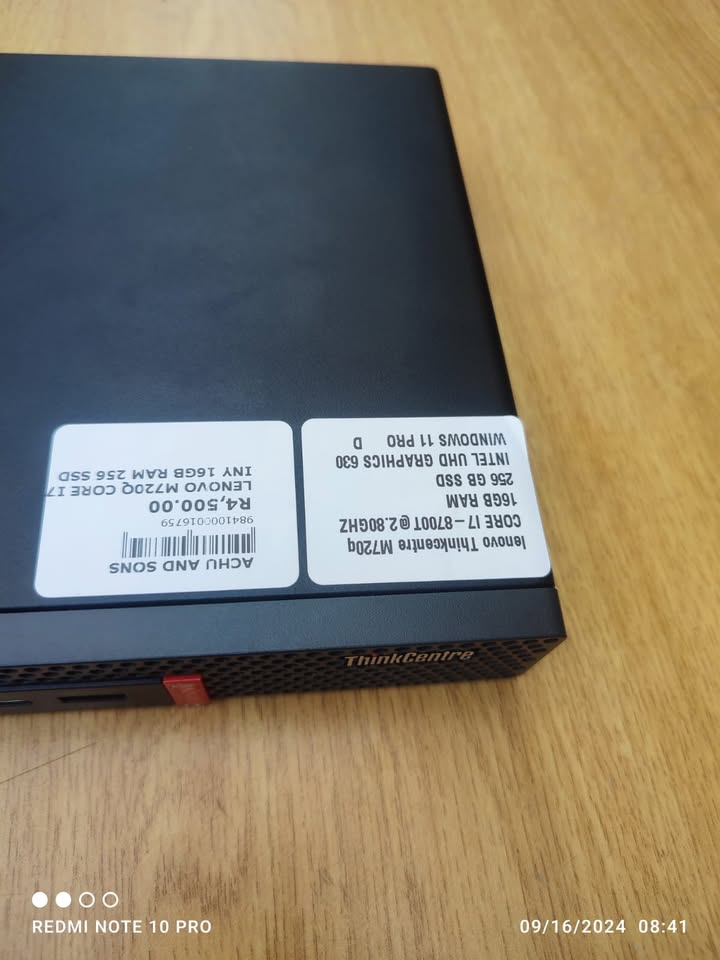 ACHU AND SONS
9841000016759
R4,500.00
LENOVO M7220Q CORE I7
INY 16GB RAM 256 SSD
lenovo Thinkcentre M720q
CORE I7 – 8700T @ 2.80GHZ
16GB RAM
256 GB SSD
INTEL UHD GRAPHICS 630
WINDOWS 11 PRO D
ThinkCentre
REDMI NOTE 10 PRO
09/16/2024 08:41